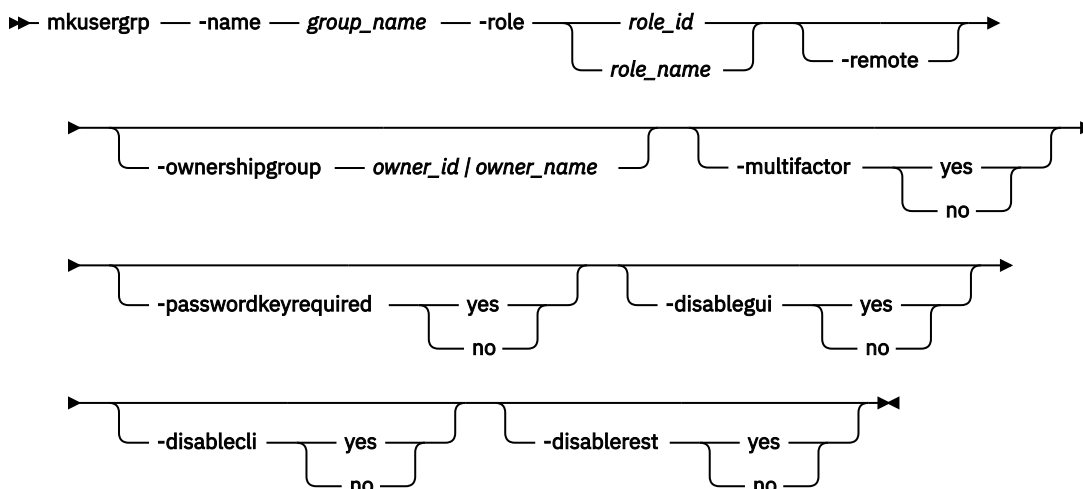 mkusergrp -name group_name -role role_id
role_name -remote
-ownershipgroup owner_id | owner_name -multifactor yes
no
-passwordkeyrequired yes -disablegui yes
no no
-disablecli yes -disablerest yes
no no